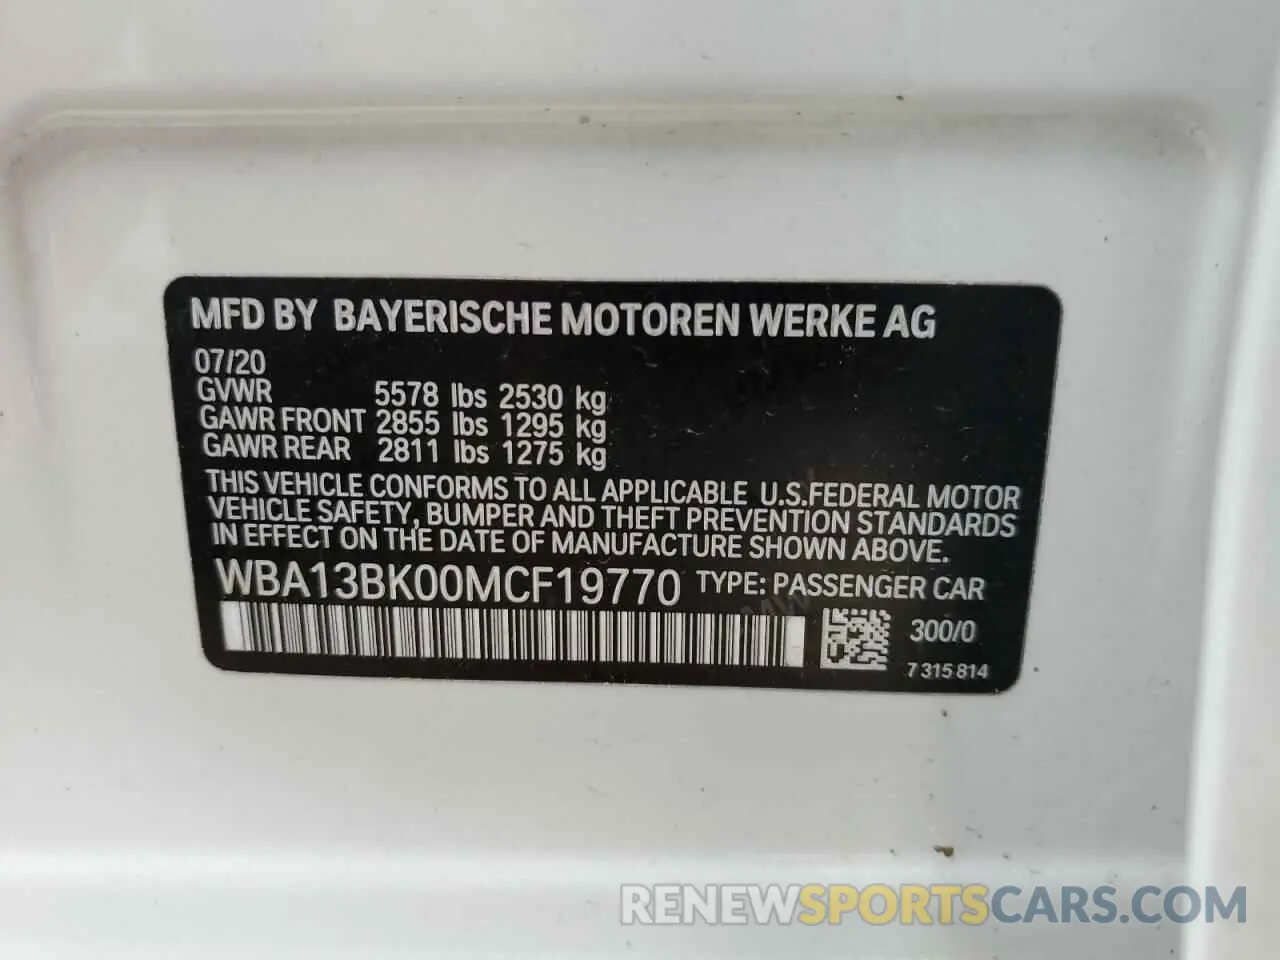 MFD BY BAYERISCHE MOTOREN WERKE AG
07/20
GVWR 5578 lbs 2530 kg
GAWR FRONT 2855 lbs 1295 kg
GAWR REAR 2811 lbs 1275 kg
THIS VEHICLE CONFORMS TO ALL APPLICABLE U.S.FEDERAL MOTOR
VEHICLE SAFETY, BUMPER AND THEFT PREVENTION STANDARDS
IN EFFECT ON THE DATE OF MANUFACTURE SHOWN ABOVE.
WBA13BK00MCF19770 TYPE: PASSENGER CAR
300/0
7 315 814
RENEWSPORTSCARS.COM